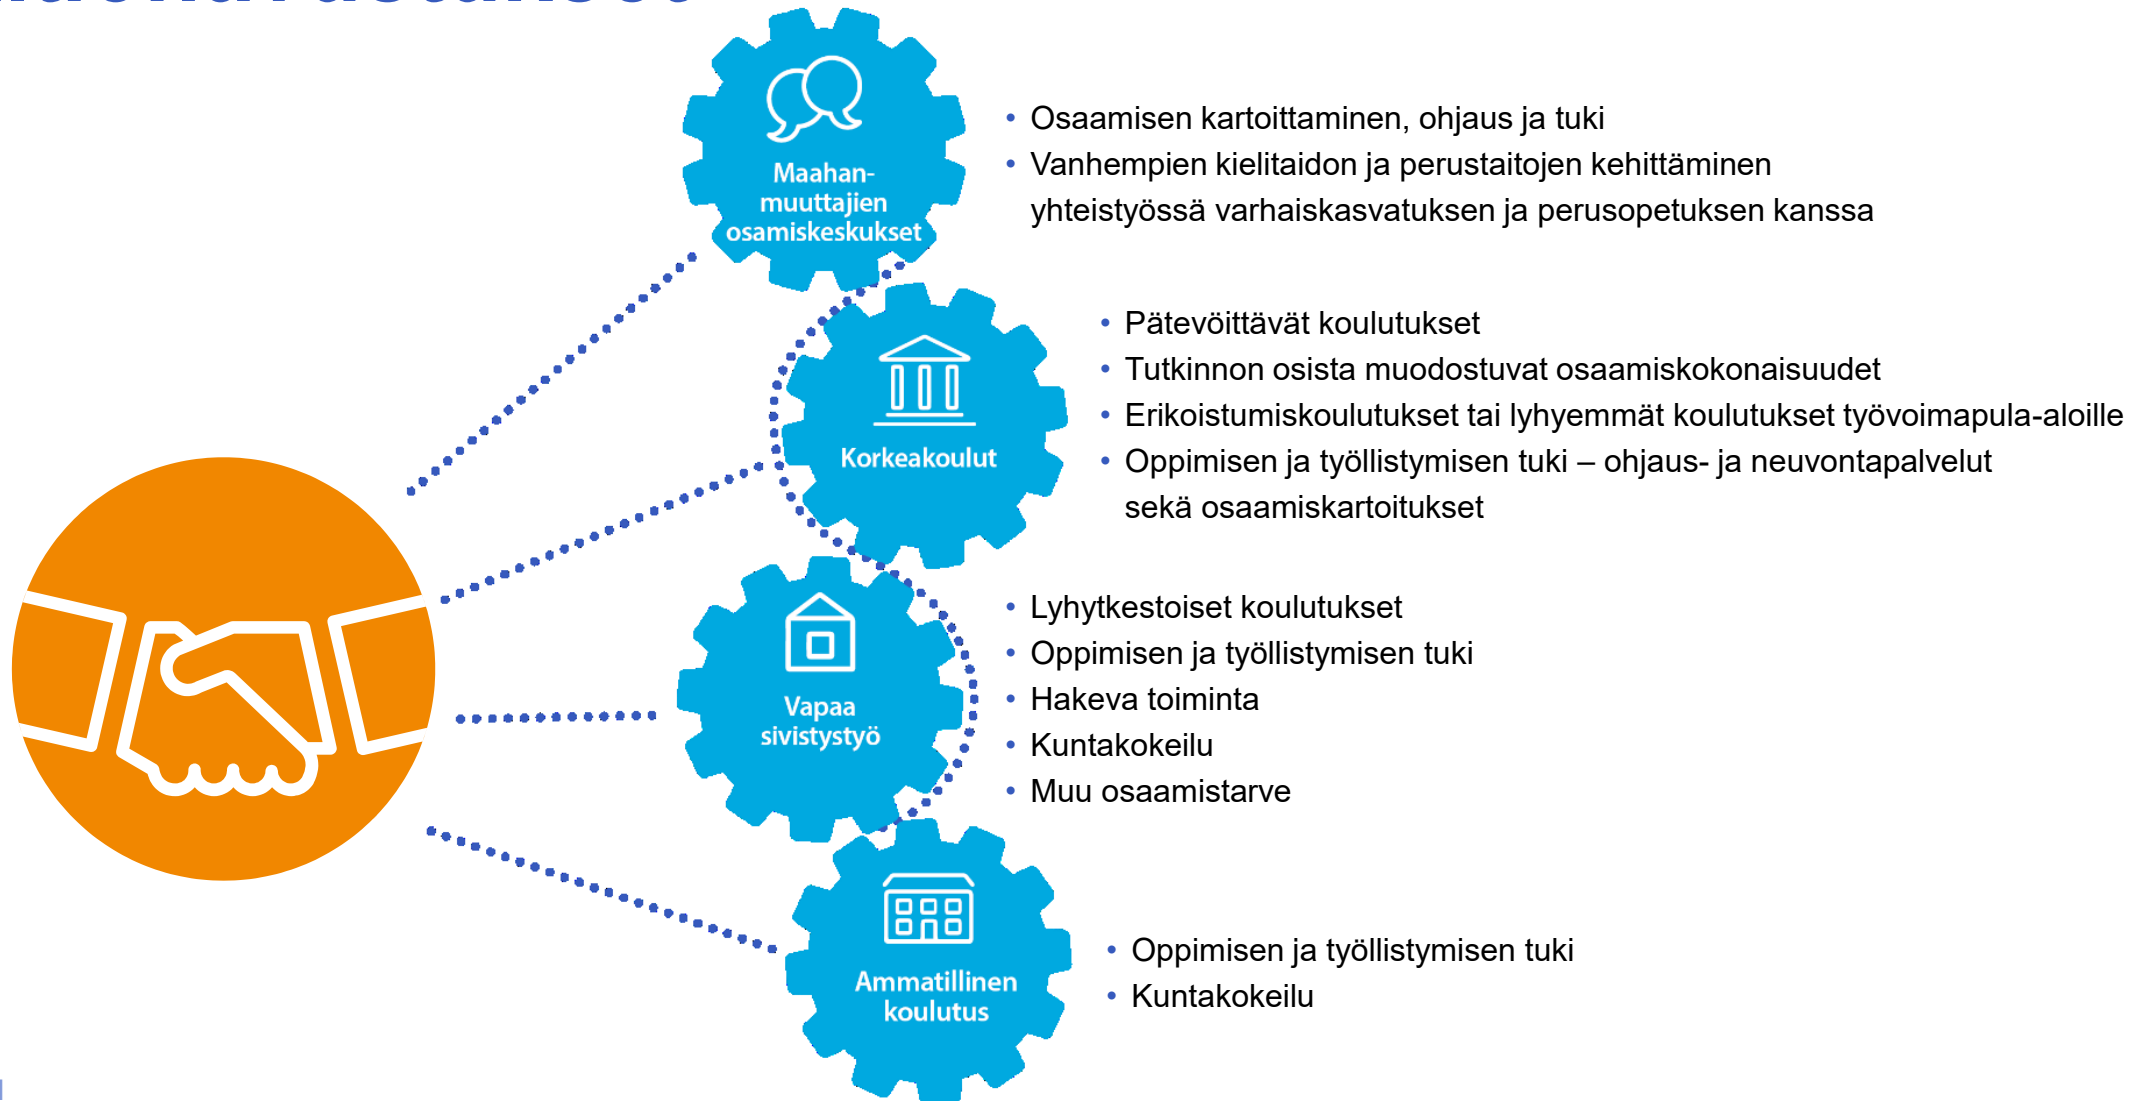 Maahan-
muuttajien
osamiskeskukset
• Osaamisen kartoittaminen, ohjaus ja tuki
• Vanhempien kielitaidon ja perustaitojen kehittäminen
yhteistyössä varhaiskasvatuksen ja perusopetuksen kanssa
Korkeakoulut
• Pätevöittävät koulutukset
• Tutkinnon osista muodostuvat osaamiskokonaisuudet
• Erikoistumiskoulutukset tai lyhyemmät koulutukset työvoimapula-aloille
• Oppimisen ja työllistymisen tuki – ohjaus- ja neuvontapalvelut
sekä osaamiskartoitukset
Vapaa
sivistystyö
• Lyhytkestoiset koulutukset
• Oppimisen ja työllistymisen tuki
• Hakeva toiminta
• Kuntakokeilu
• Muu osaamistarve
Ammatillinen
koulutus
• Oppimisen ja työllistymisen tuki
• Kuntakokeilu